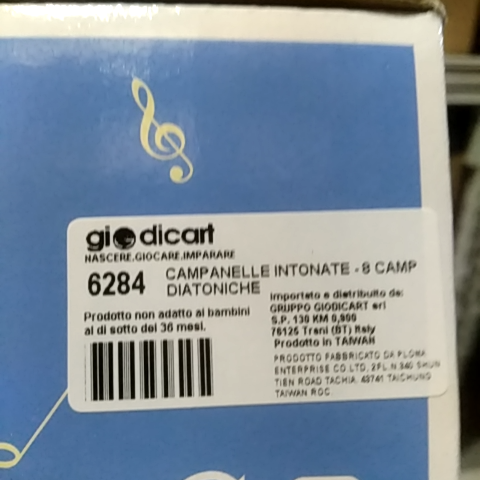 giodicart
NASCERE.GIOCARE.IMPARARE
6284 CAMPANELLE INTONATE - 8 CAMP
DIATONICHE
Prodotto non adatto ai bambini
al di sotto dei 36 mesi.
Importato e distribuito da:
GRUPPO GIODICART srl
S.P. 130 KM 0,900
76125 Trani (BT) Italy
Prodotto in TAIWAN
PRODOTTO FABBRICATO DA PLOMA
ENTERPRISE CO.LTD, 2FL.N.340 SHUN
TIEN ROAD TACHIA, 43741 TAICHUNG
TAIWAN ROC